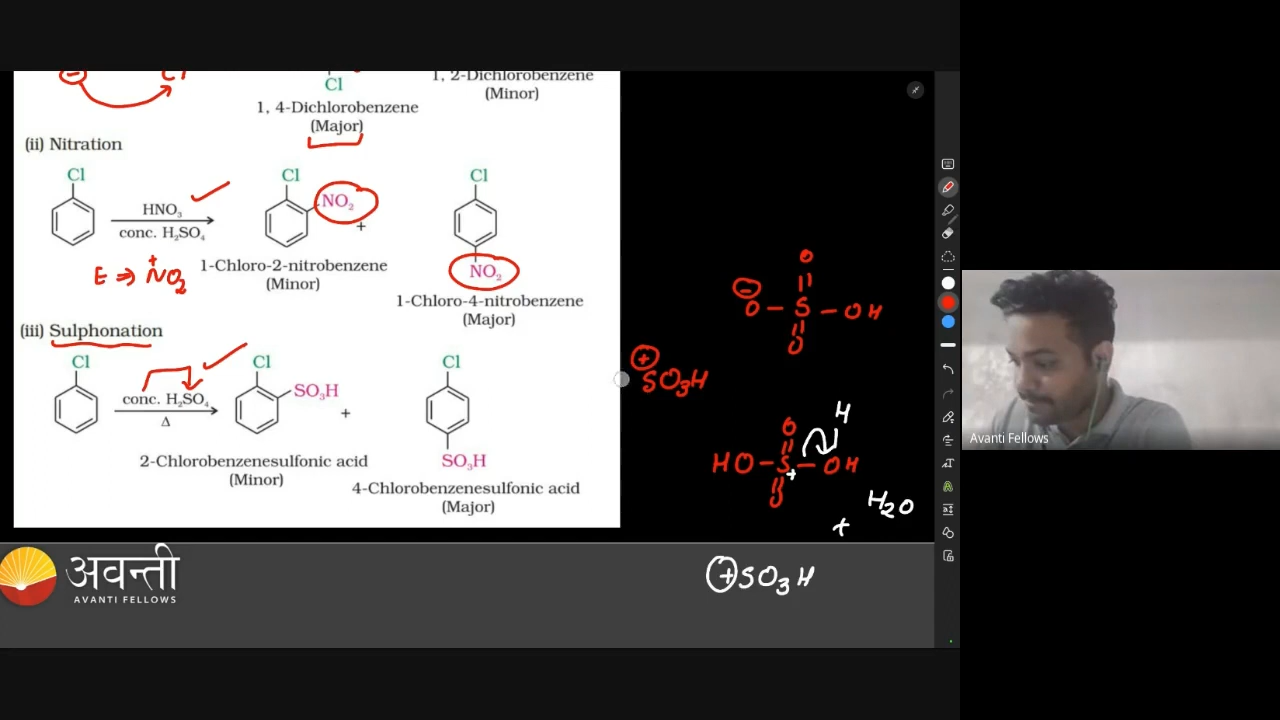 ⊖ Cl
Cl
1, 2-Dichlorobenzene
(Minor)
1, 4-Dichlorobenzene
(Major)
(ii) Nitration
Cl
HNO₃
conc. H₂SO₄
Cl
NO₂
+
Cl
NO₂
E ⇒ ⁺NO₂
1-Chloro-2-nitrobenzene
(Minor)
1-Chloro-4-nitrobenzene
(Major)
(iii) Sulphonation
Cl
conc. H₂SO₄
Δ
Cl
SO₃H
+
Cl
SO₃H
2-Chlorobenzenesulfonic acid
(Minor)
4-Chlorobenzenesulfonic acid
(Major)
O
⊖
O – S – OH
O
⊕
SO₃H
H
O
HO – S – OH
+
O
H₂O
+
⊕SO₃H
अवन्ती
AVANTI FELLOWS
Avanti Fellows